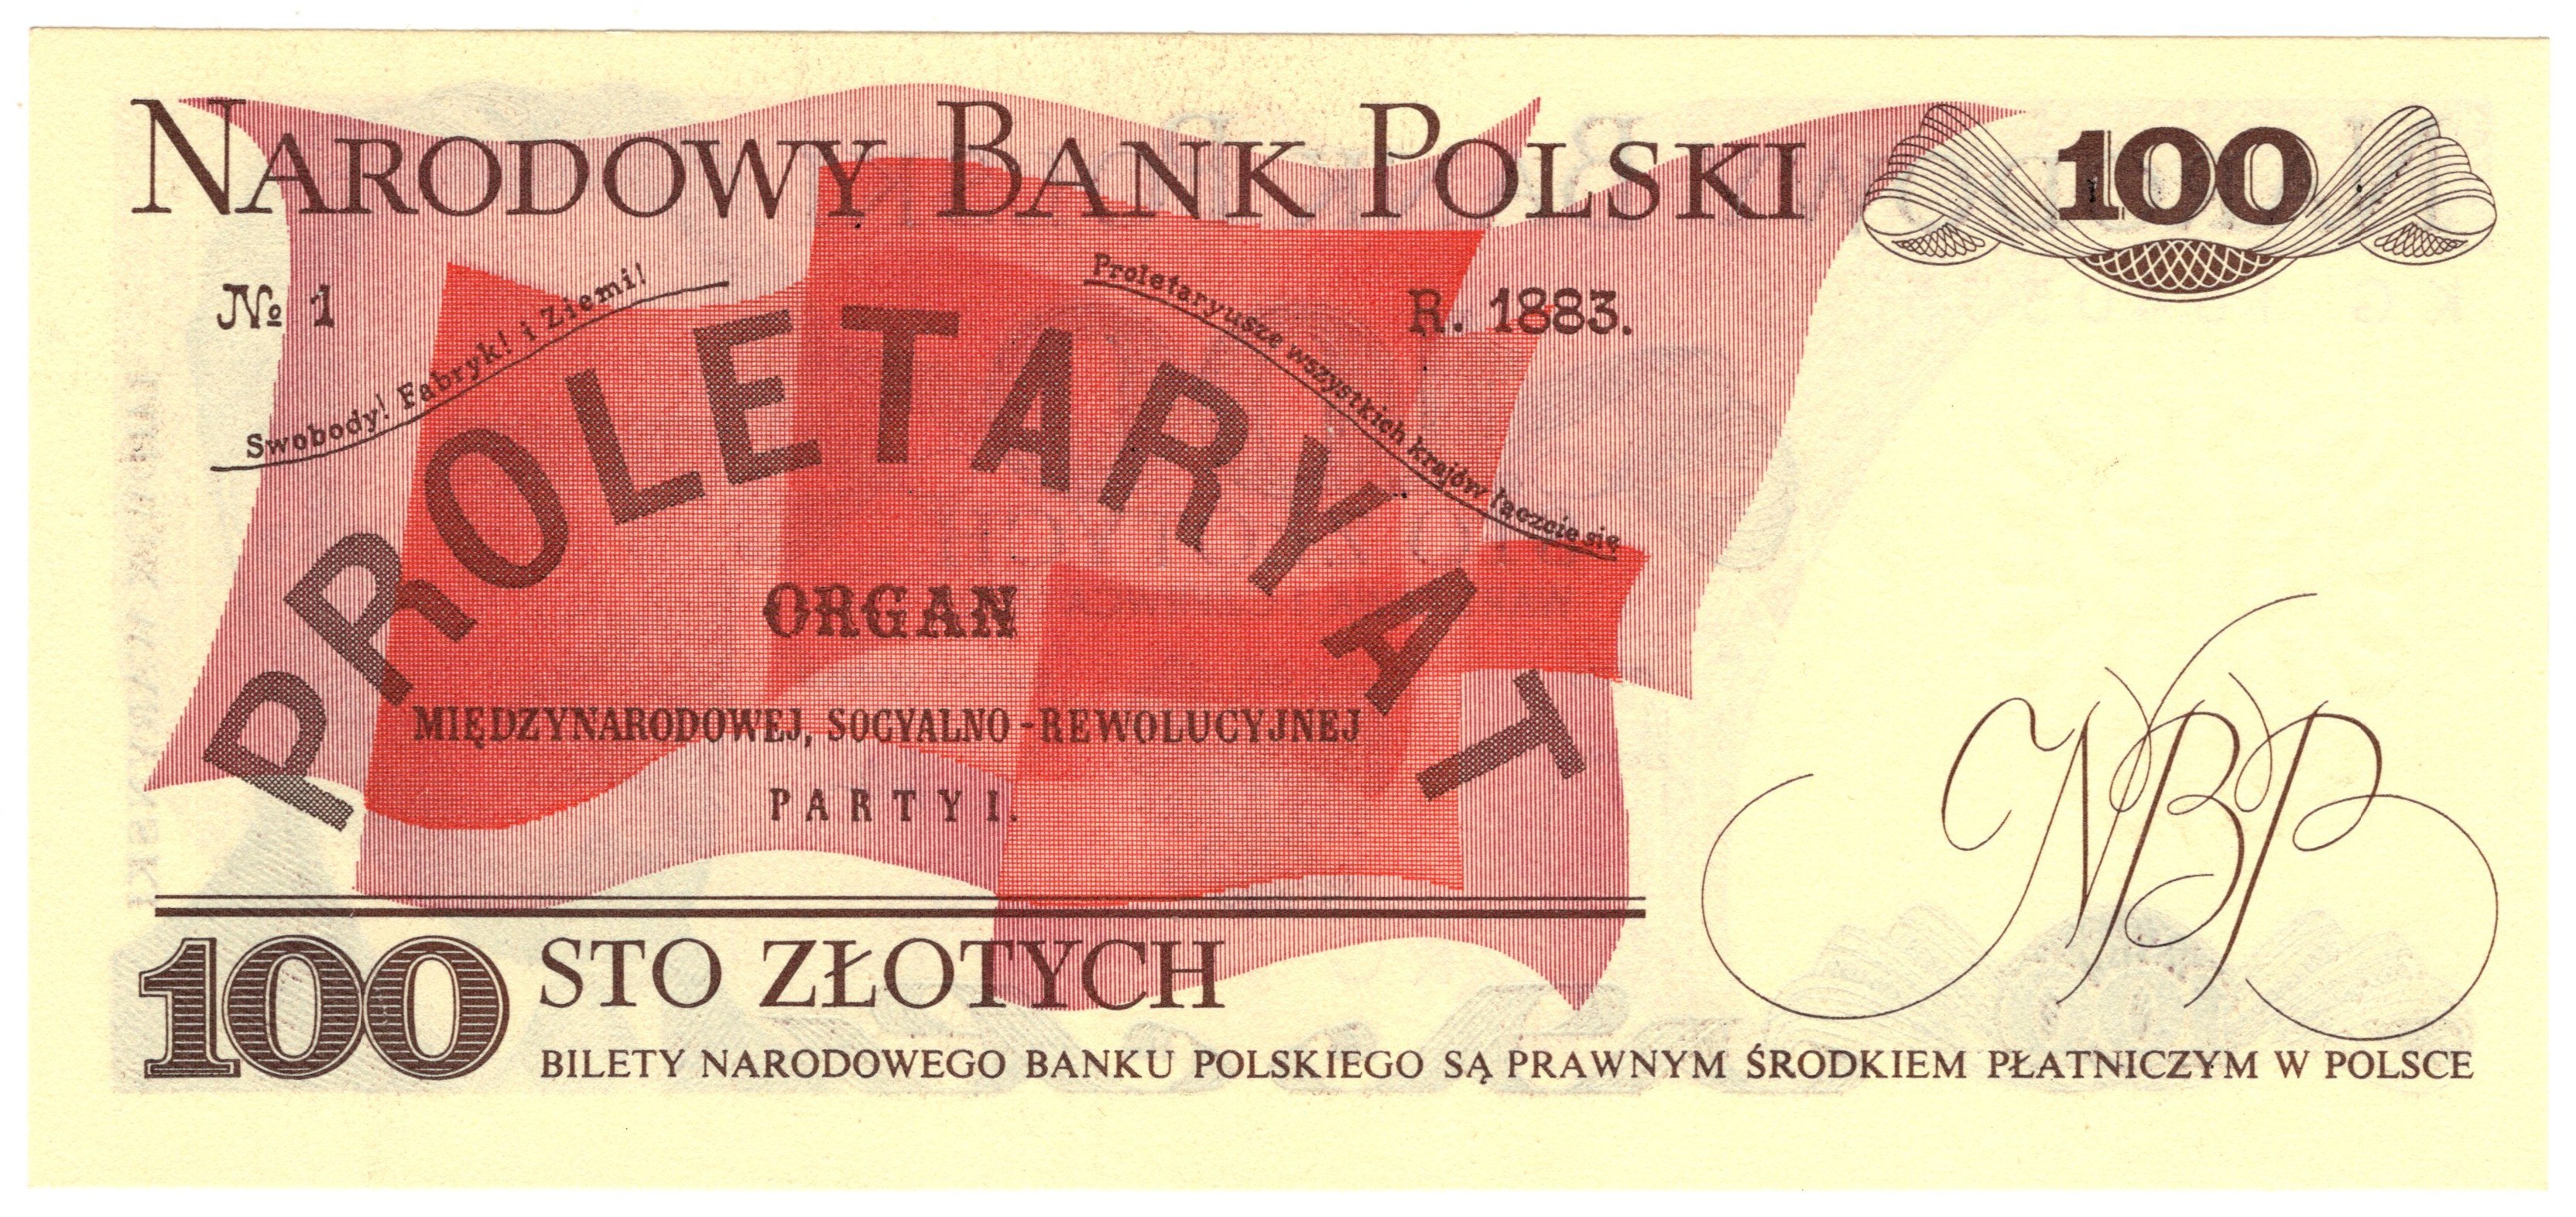 NARODOWY BANK POLSKI
100
№ 1
Swobody! Fabryk! i Ziemi!
Proletaryusze wszystkich krajów łączcie się
R. 1883.
PROLETARYAT
ORGAN
MIĘDZYNARODOWEJ, SOCYALNO-REWOLUCYJNEJ
PARTYI.
NBP
100 STO ZŁOTYCH
BILETY NARODOWEGO BANKU POLSKIEGO SĄ PRAWNYM ŚRODKIEM PŁATNICZYM W POLSCE